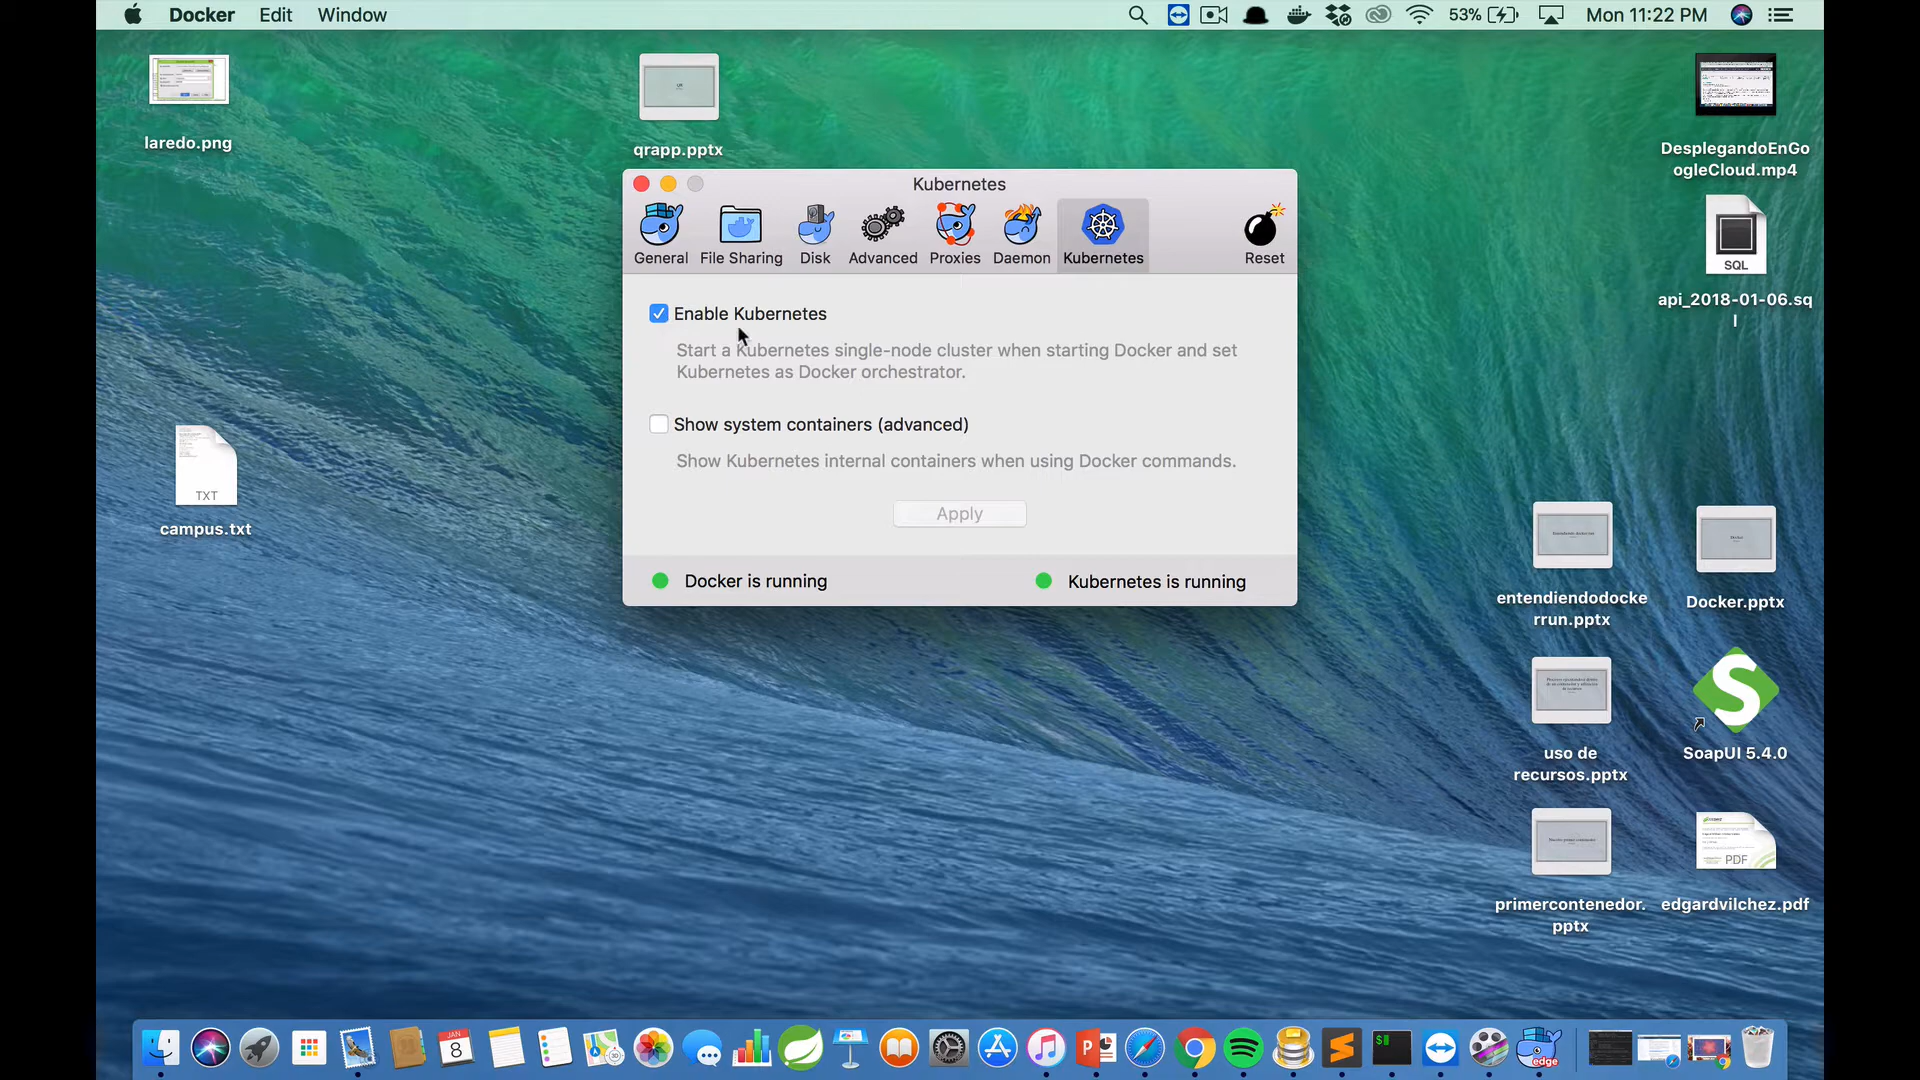 Docker Edit Window
53% Mon 11:22 PM
laredo.png
qrapp.pptx
DesplegandoEnGo
ogleCloud.mp4
SQL
api_2018-01-06.sq
l
Kubernetes
General File Sharing Disk Advanced Proxies Daemon Kubernetes Reset
Enable Kubernetes
Start a Kubernetes single-node cluster when starting Docker and set
Kubernetes as Docker orchestrator.
Show system containers (advanced)
Show Kubernetes internal containers when using Docker commands.
Apply
Docker is running
Kubernetes is running
TXT
campus.txt
entendiendodocke
rrun.pptx
Docker.pptx
uso de
recursos.pptx
SoapUI 5.4.0
primercontenedor.
pptx
PDF
edgardvilchez.pdf
JAN
8
edge